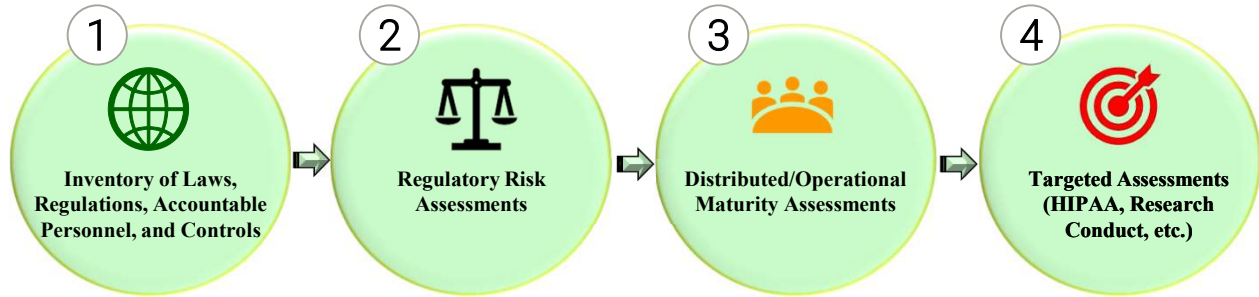 1
Inventory of Laws,
Regulations, Accountable
Personnel, and Controls
2
Regulatory Risk
Assessments
3
Distributed/Operational
Maturity Assessments
4
Targeted Assessments
(HIPAA, Research
Conduct, etc.)